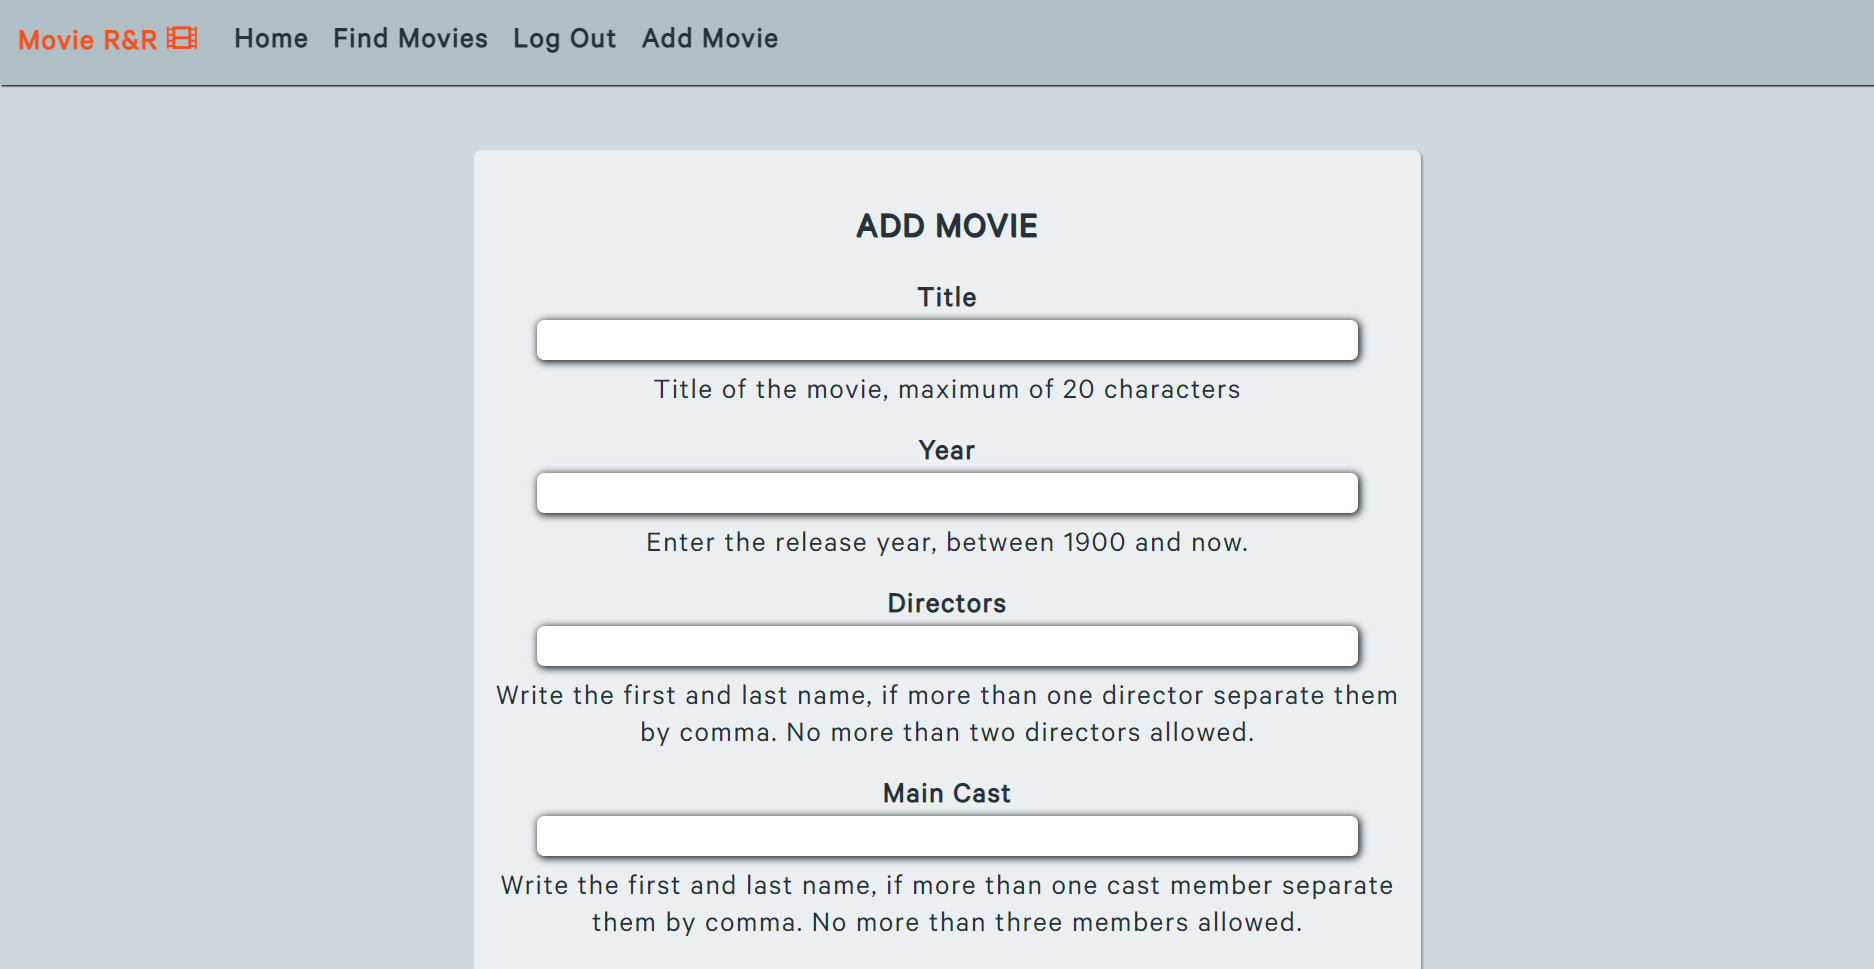 Movie R&R Home Find Movies Log Out Add Movie
ADD MOVIE
Title
Title of the movie, maximum of 20 characters
Year
Enter the release year, between 1900 and now.
Directors
Write the first and last name, if more than one director separate them
by comma. No more than two directors allowed.
Main Cast
Write the first and last name, if more than one cast member separate
them by comma. No more than three members allowed.